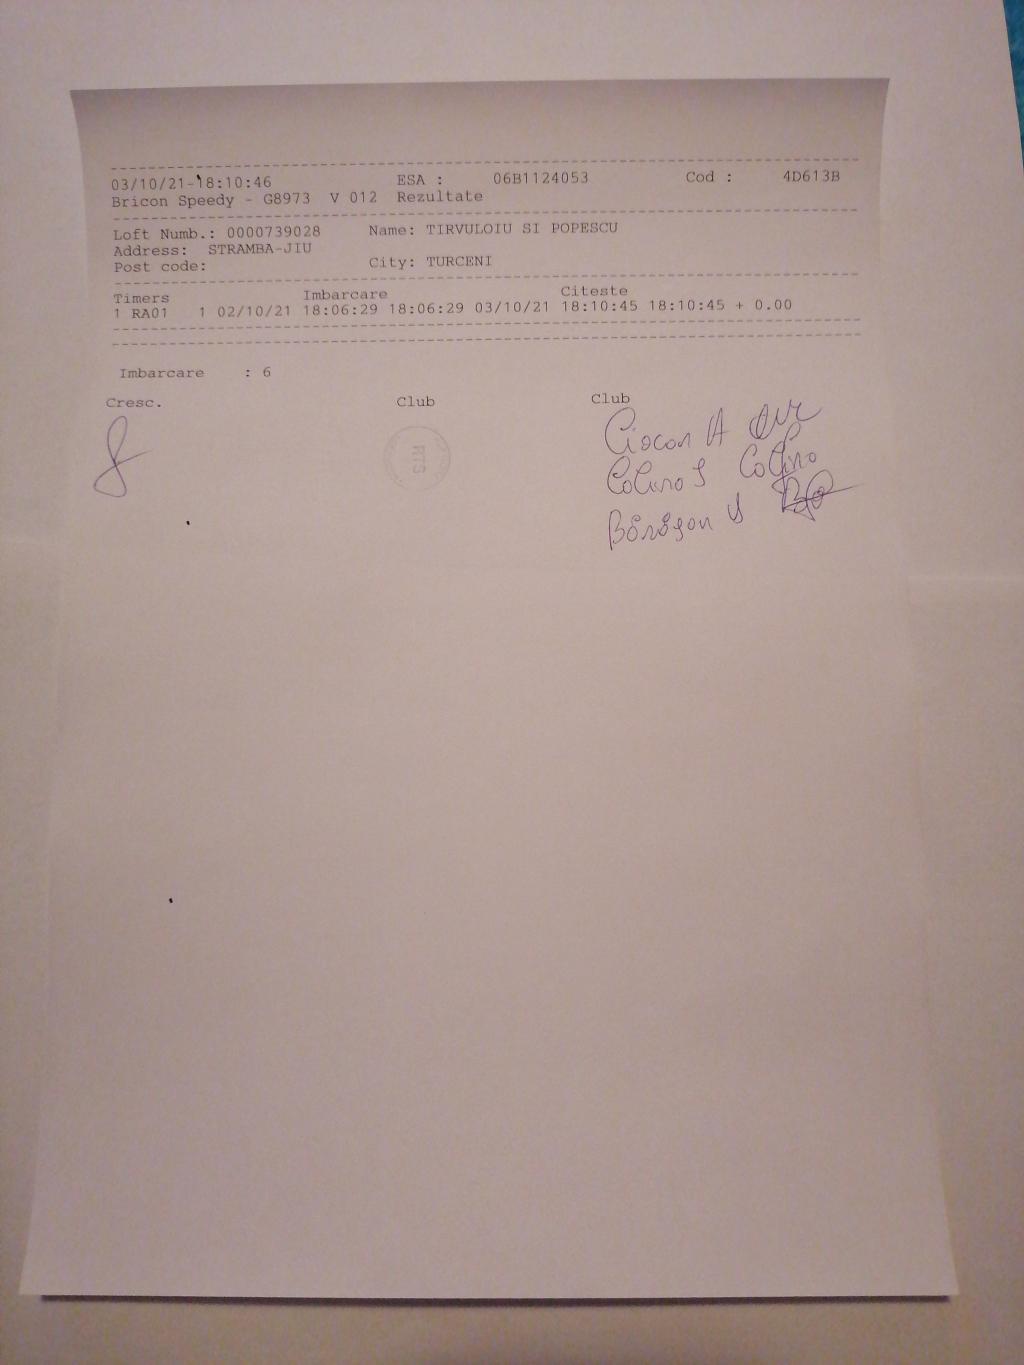 03/10/21-18:10:46 ESA : 06B1124053 Cod : 4D613B
Bricon Speedy - G8973 V 012 Rezultate
Loft Numb.: 0000739028 Name: TIRVULOIU SI POPESCU
Address: STRAMBA-JIU
Post code: City: TURCENI
Timers Imbarcare Citeste
1 RA01 1 02/10/21 18:06:29 18:06:29 03/10/21 18:10:45 18:10:45 + 0.00
Imbarcare : 6
Cresc. Club Club
RTS
Ciocan A